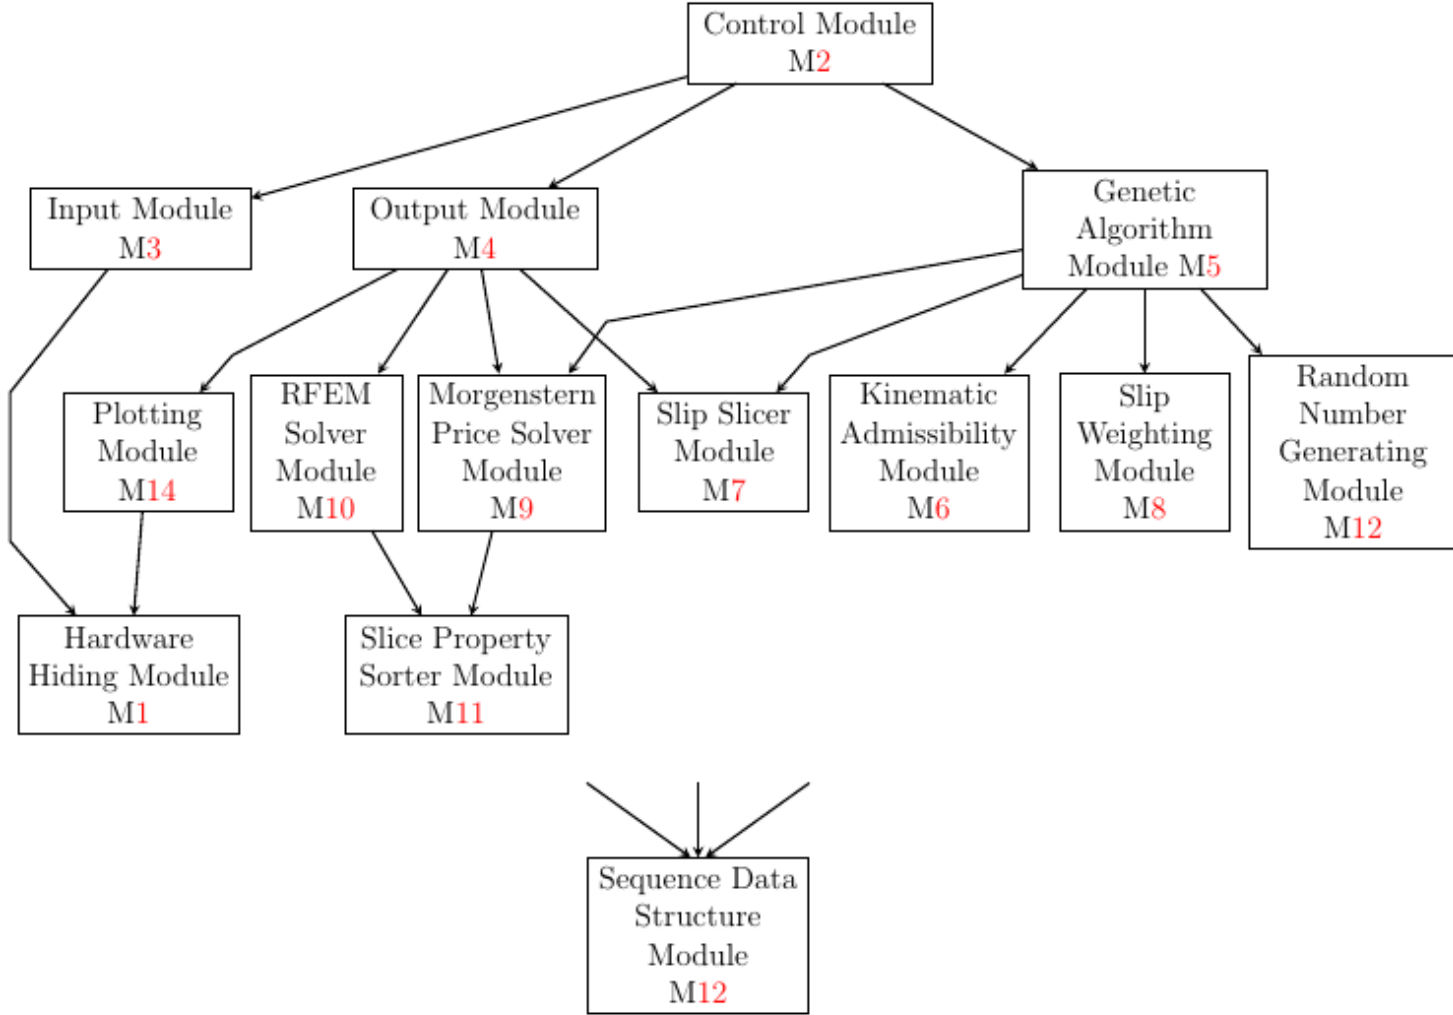 Control Module
M2
Input Module
M3
Output Module
M4
Genetic
Algorithm
Module M5
Plotting
Module
M14
RFEM
Solver
Module
M10
Morgenstern
Price Solver
Module
M9
Slip Slicer
Module
M7
Kinematic
Admissibility
Module
M6
Slip
Weighting
Module
M8
Random
Number
Generating
Module
M12
Hardware
Hiding Module
M1
Slice Property
Sorter Module
M11
Sequence Data
Structure
Module
M12